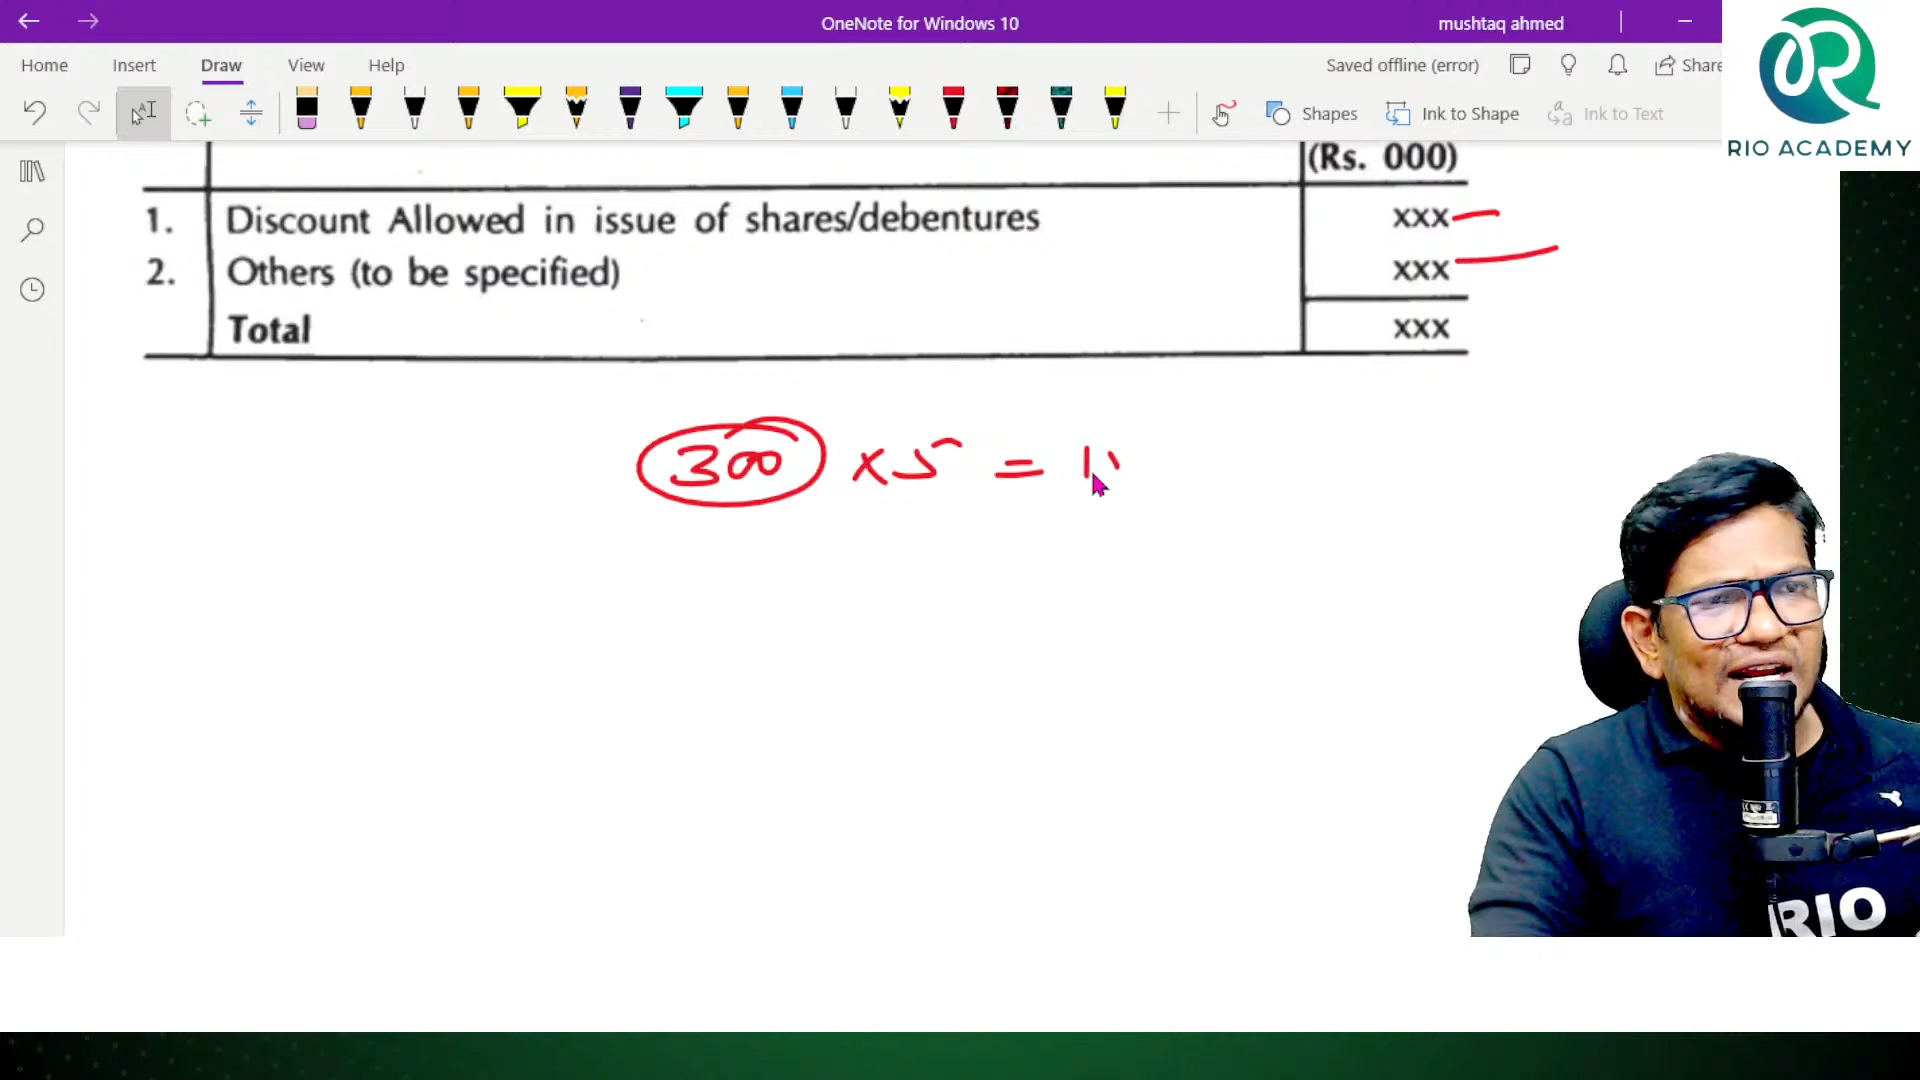 OneNote for Windows 10
mushtaq ahmed
Home Insert Draw View Help
Saved offline (error) Share
Shapes Ink to Shape Ink to Text
RIO ACADEMY
(Rs. 000)
1. Discount Allowed in issue of shares/debentures xxx
2. Others (to be specified) xxx
Total xxx
300 x 5 =
RIO